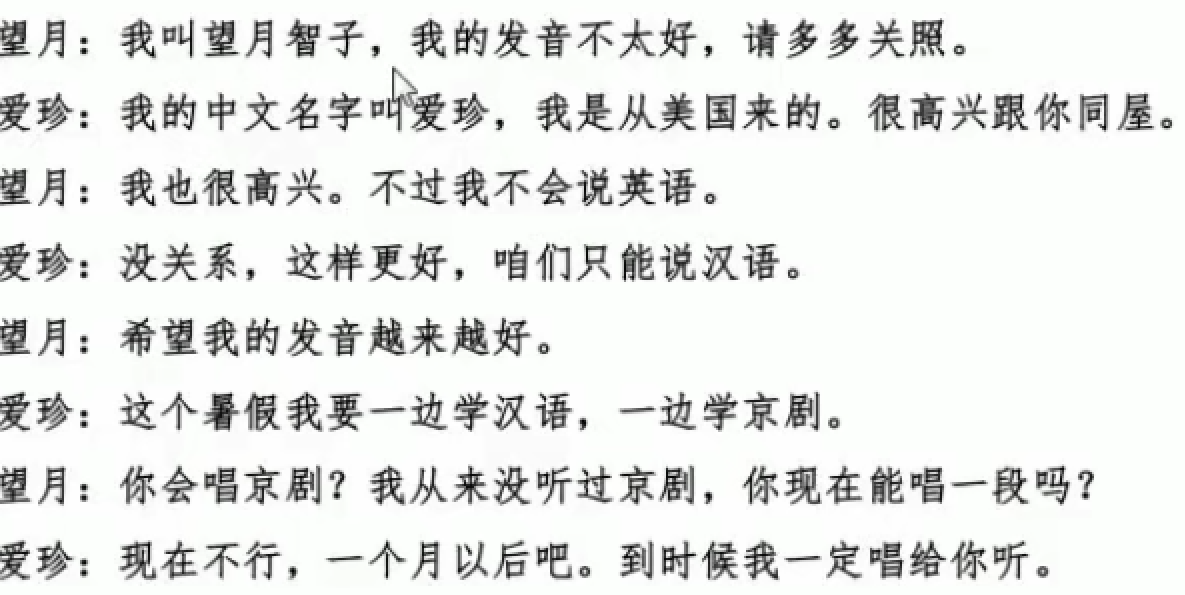 望月：我叫望月智子，我的发音不太好，请多多关照。
爱珍：我的中文名字叫爱珍，我是从美国来的。很高兴跟你同屋。
望月：我也很高兴。不过我不会说英语。
爱珍：没关系，这样更好，咱们只能说汉语。
望月：希望我的发音越来越好。
爱珍：这个暑假我要一边学汉语，一边学京剧。
望月：你会唱京剧？我从来没听过京剧，你现在能唱一段吗？
爱珍：现在不行，一个月以后吧。到时候我一定唱给你听。